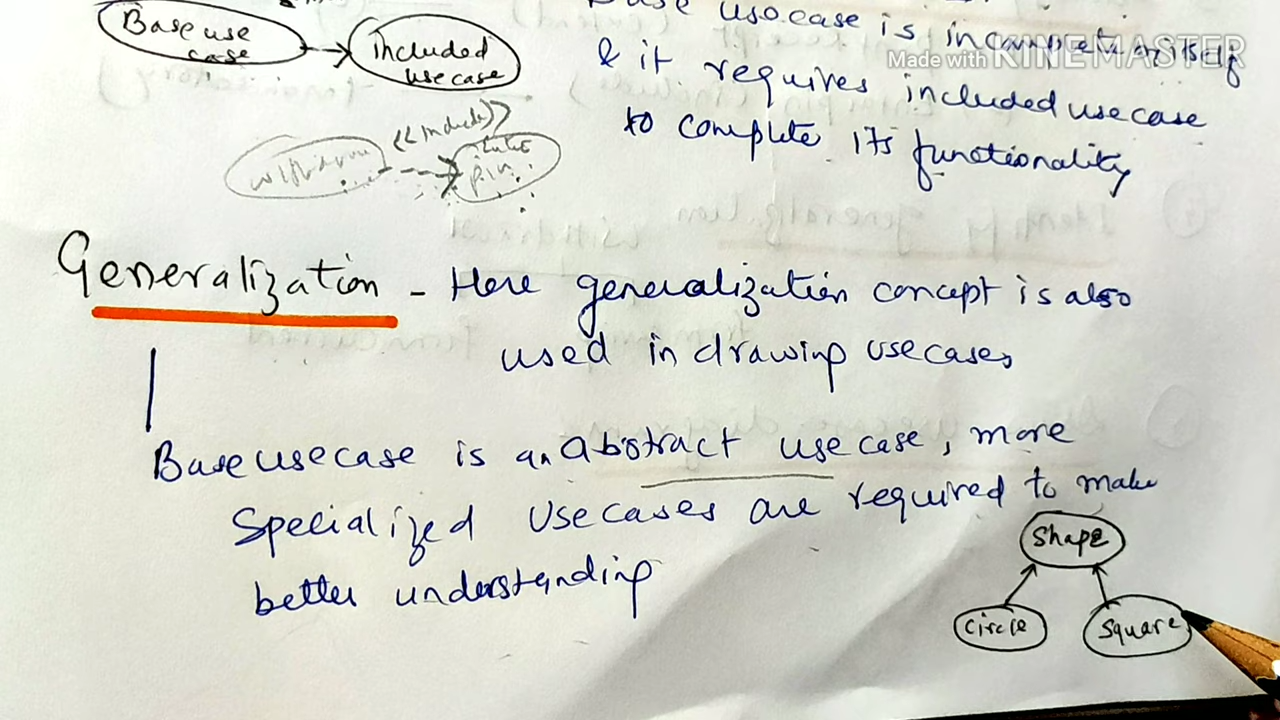 Base use case is incomplete itself
Base use
case
included
use case
& it requires included use case
to complete its functionality
Made with KINEMASTER
<<include>>
pin
Generalization - Here generalization concept is also
used in drawing use cases
Base use case is an abstract use case, more
Specialized use cases are required to make
better understanding
Shape
Circle
Square